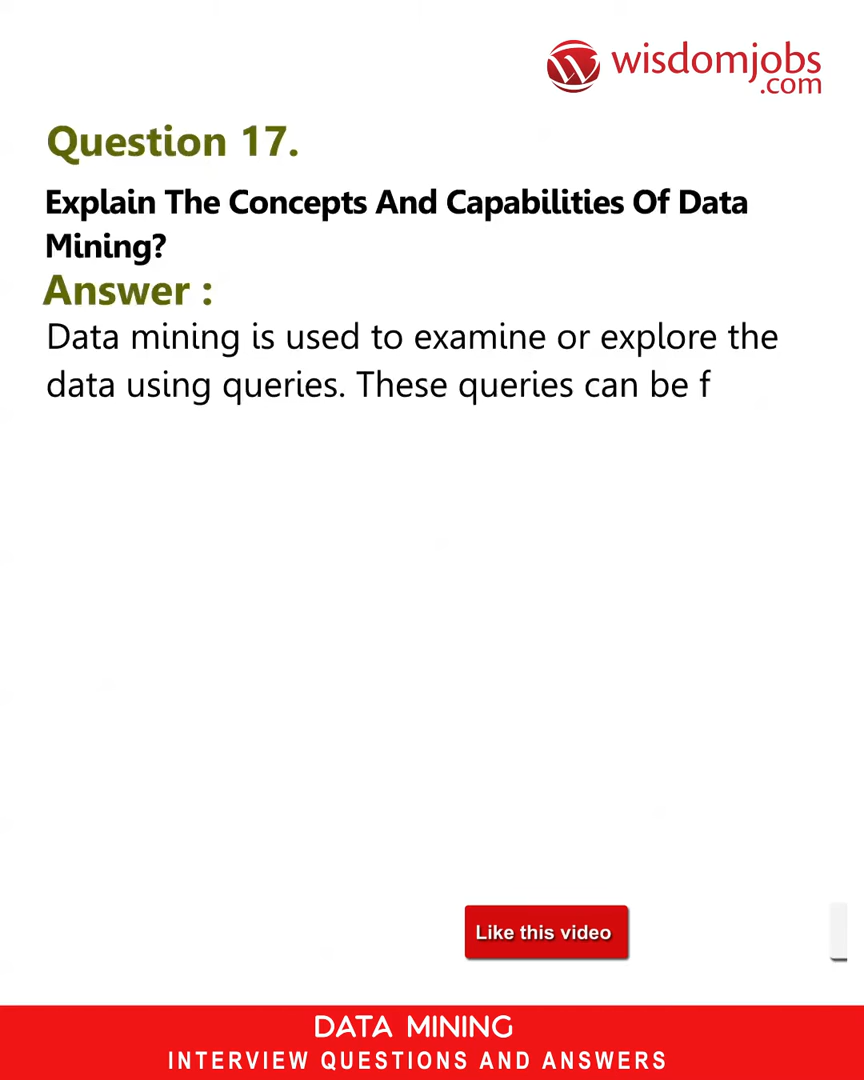 wisdomjobs
.com
Question 17.
Explain The Concepts And Capabilities Of Data
Mining?
Answer :
Data mining is used to examine or explore the
data using queries. These queries can be f
Like this video
DATA MINING
INTERVIEW QUESTIONS AND ANSWERS